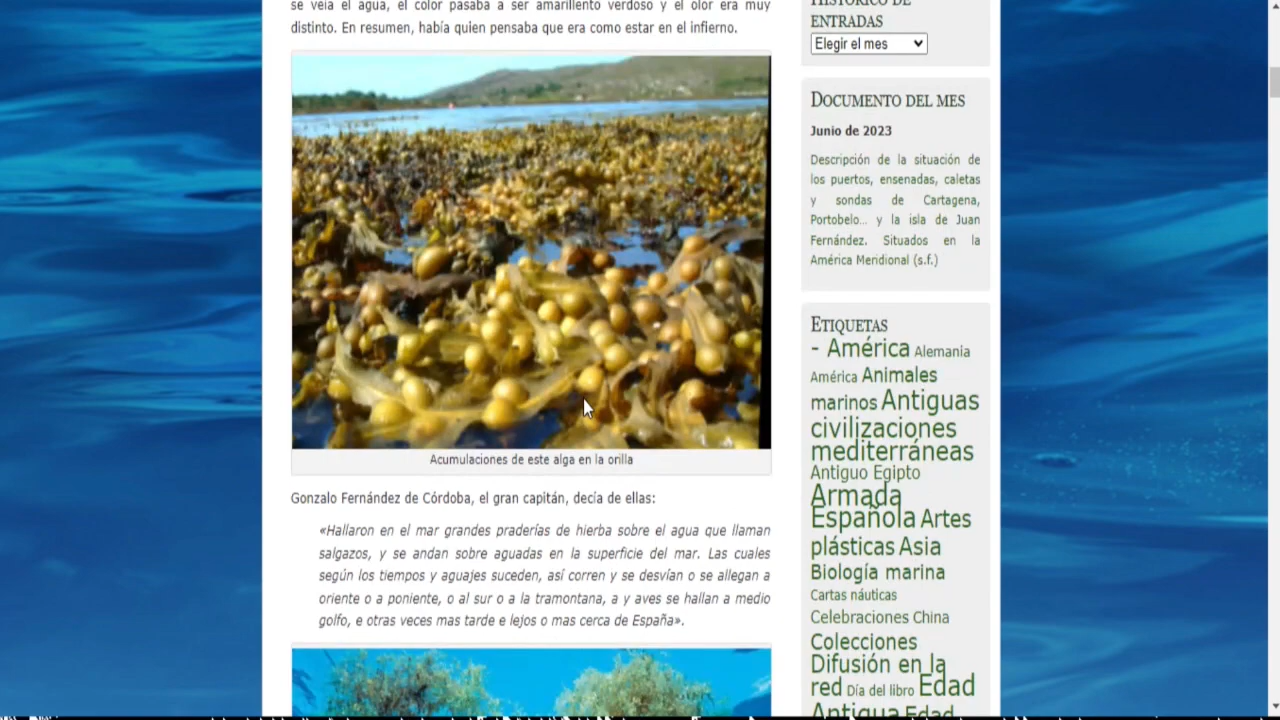 se veía el agua, el color pasaba a ser amarillento verdoso y el olor era muy
distinto. En resumen, había quien pensaba que era como estar en el infierno.
Acumulaciones de este alga en la orilla
Gonzalo Fernández de Córdoba, el gran capitán, decía de ellas:
«Hallaron en el mar grandes praderías de hierba sobre el agua que llaman
salgazos, y se andan sobre aguadas en la superficie del mar. Las cuales
según los tiempos y aguajes suceden, así corren y se desvían o se allegan a
oriente o a poniente, o al sur o a la tramontana, a y aves se hallan a medio
golfo, e otras veces mas tarde e lejos o mas cerca de España».
HISTÓRICO DE
ENTRADAS
Elegir el mes
DOCUMENTO DEL MES
Junio de 2023
Descripción de la situación de
los puertos, ensenadas, caletas
y sondas de Cartagena,
Portobelo... y la isla de Juan
Fernández. Situados en la
América Meridional (s.f.)
ETIQUETAS
- América Alemania
América Animales
marinos Antiguas
civilizaciones
mediterráneas
Antiguo Egipto
Armada
Española Artes
plásticas Asia
Biología marina
Cartas náuticas
Celebraciones China
Colecciones
Difusión en la
red Día del libro Edad
Antigua Edad